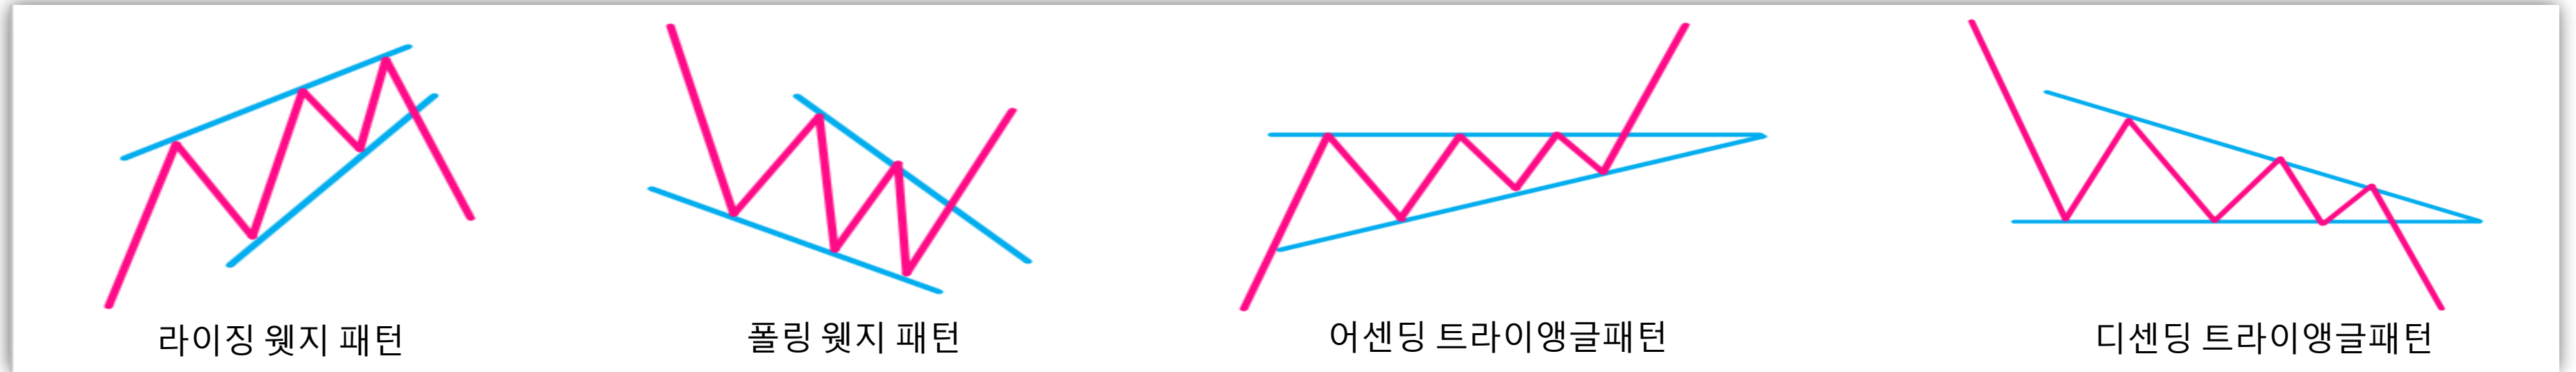 라이징 웻지 패턴
폴링 웻지 패턴
어센딩 트라이앵글패턴
디센딩 트라이앵글패턴